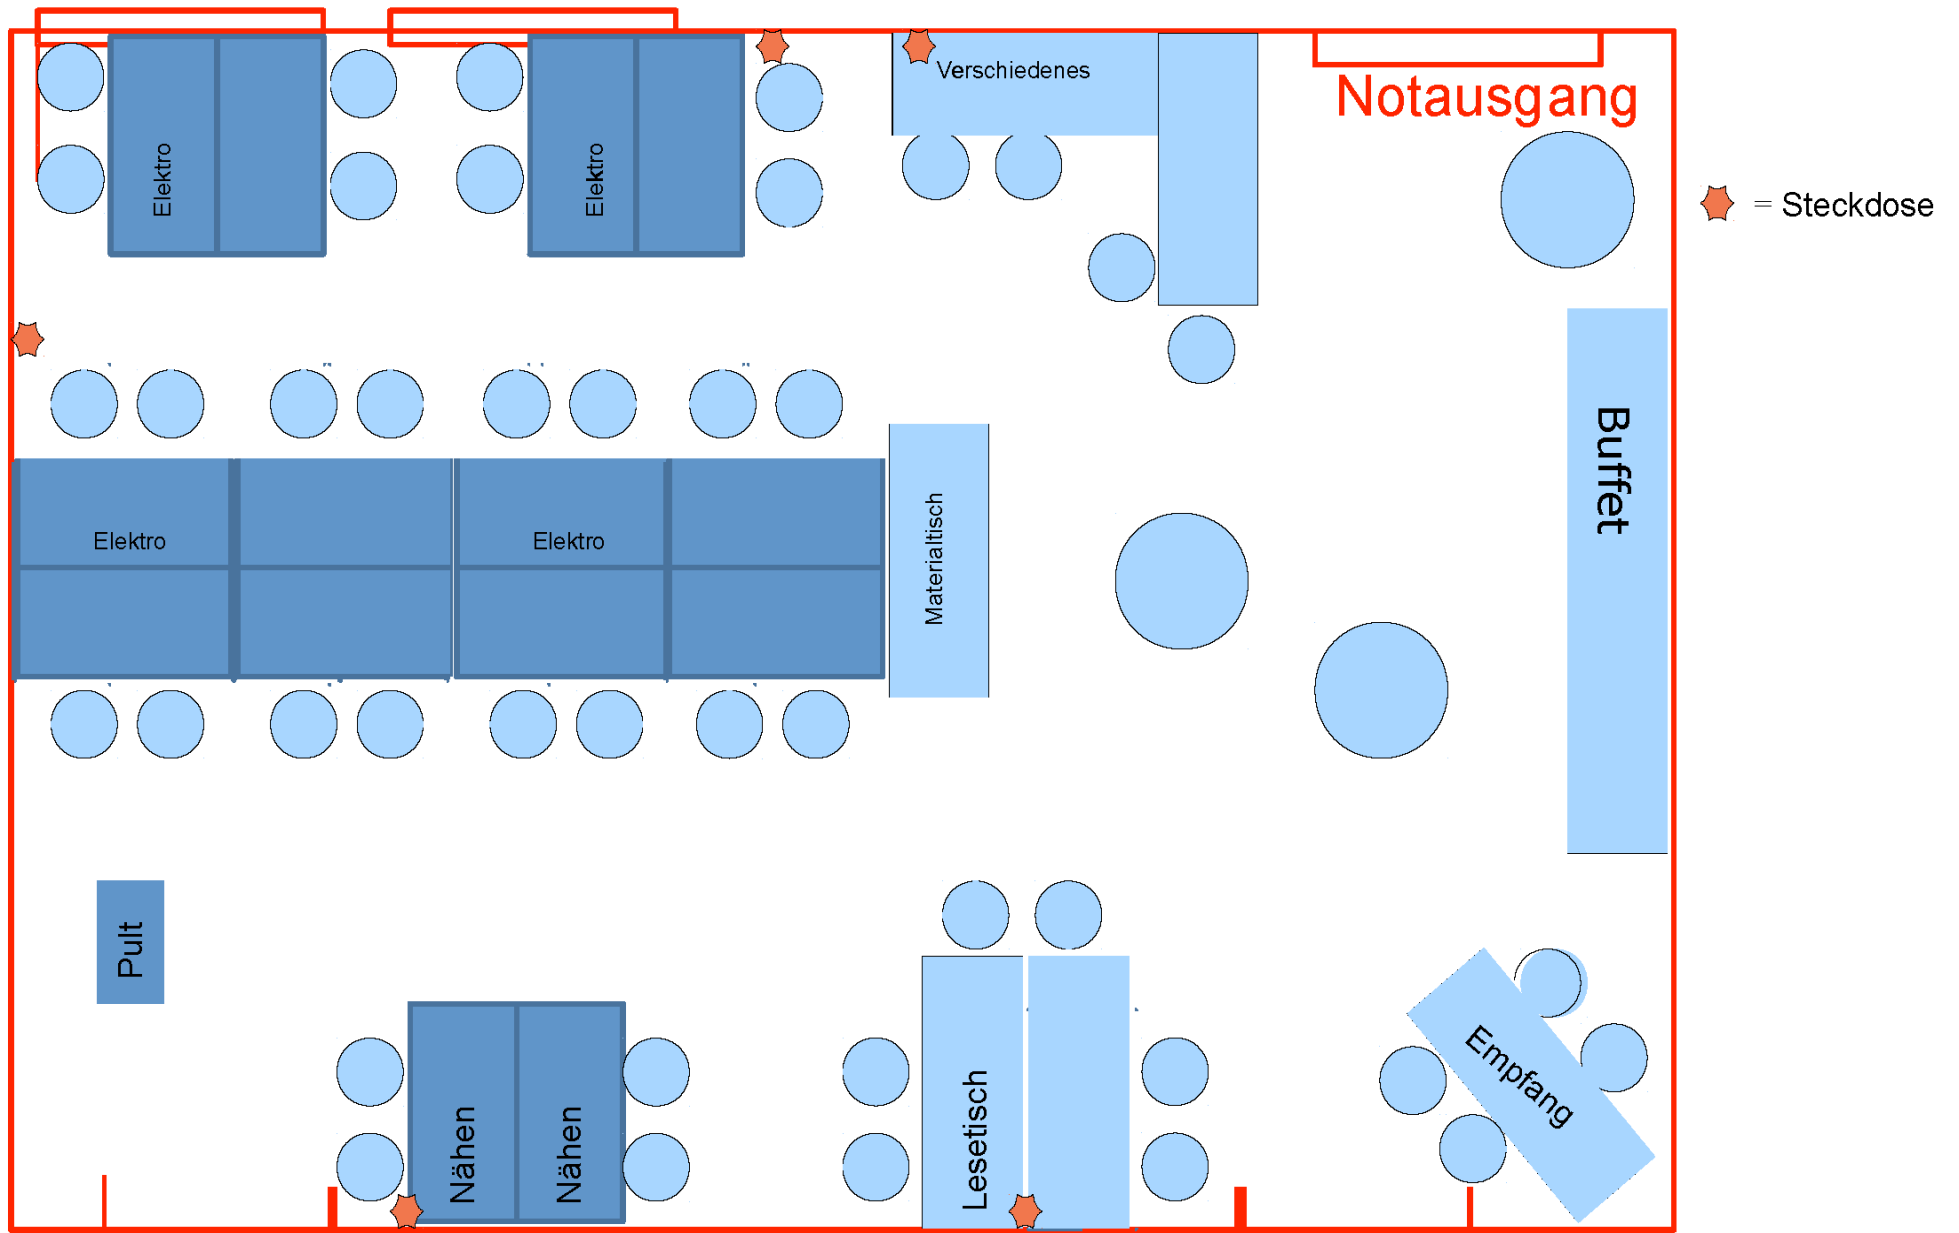 Verschiedenes
Notausgang
Elektro
Elektro
= Steckdose
Buffet
Elektro
Elektro
Materialtisch
Pult
Nähen
Nähen
Lesetisch
Empfang